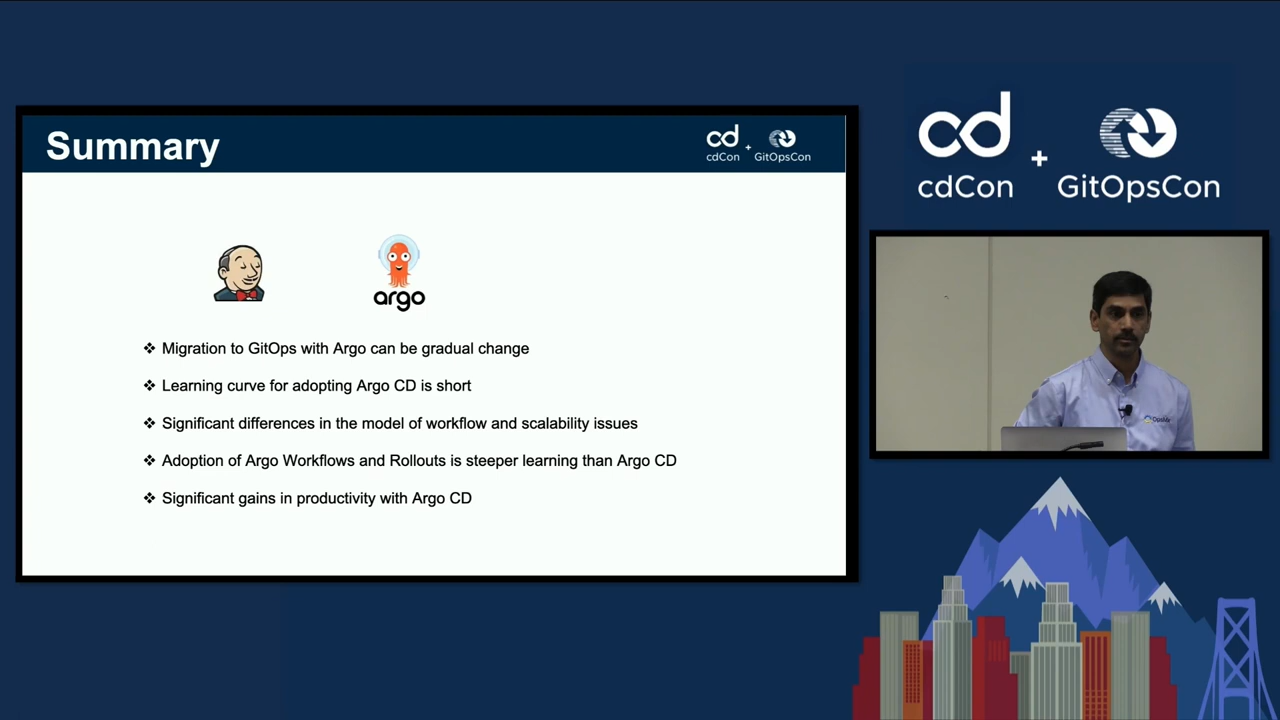 Summary
cd
cdCon
+
GitOpsCon
argo
❖ Migration to GitOps with Argo can be gradual change
❖ Learning curve for adopting Argo CD is short
❖ Significant differences in the model of workflow and scalability issues
❖ Adoption of Argo Workflows and Rollouts is steeper learning than Argo CD
❖ Significant gains in productivity with Argo CD
cd
cdCon
+
GitOpsCon
OpsMx